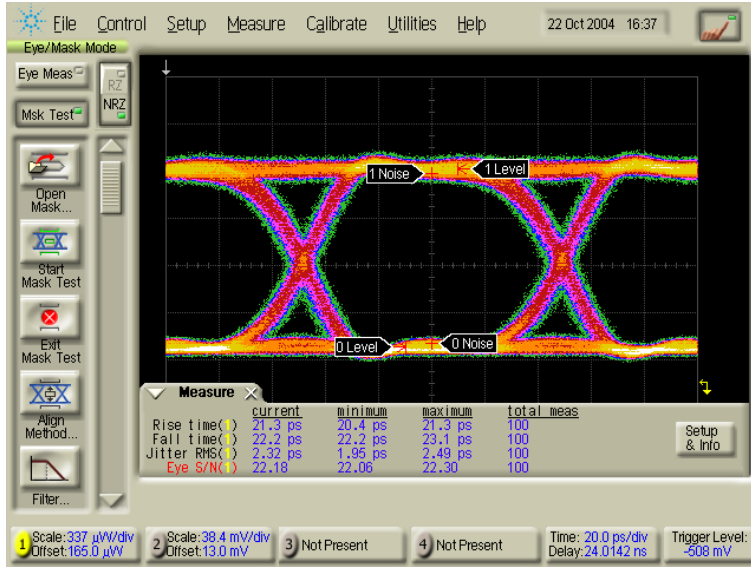 File Control Setup Measure Calibrate Utilities Help 22 Oct 2004 16:37
Eye/Mask Mode
Eye Meas
RZ
NRZ
Msk Test
Open
Mask...
Start
Mask Test
Exit
Mask Test
Align
Method...
Filter...
1 Noise
1 Level
0 Level
0 Noise
Measure
current minimum maximum total meas
Rise time(1) 21.3 ps 20.4 ps 21.3 ps 100
Fall time(1) 22.2 ps 22.2 ps 23.1 ps 100
Jitter RMS(1) 2.32 ps 1.95 ps 2.49 ps 100
Eye S/N(1) 22.18 22.06 22.30 100
Setup
& Info
1 Scale:337 µW/div
Offset:165.0 µW
2 Scale:38.4 mV/div
Offset:13.0 mV
3 Not Present
4 Not Present
Time: 20.0 ps/div
Delay:24.0142 ns
Trigger Level:
-508 mV